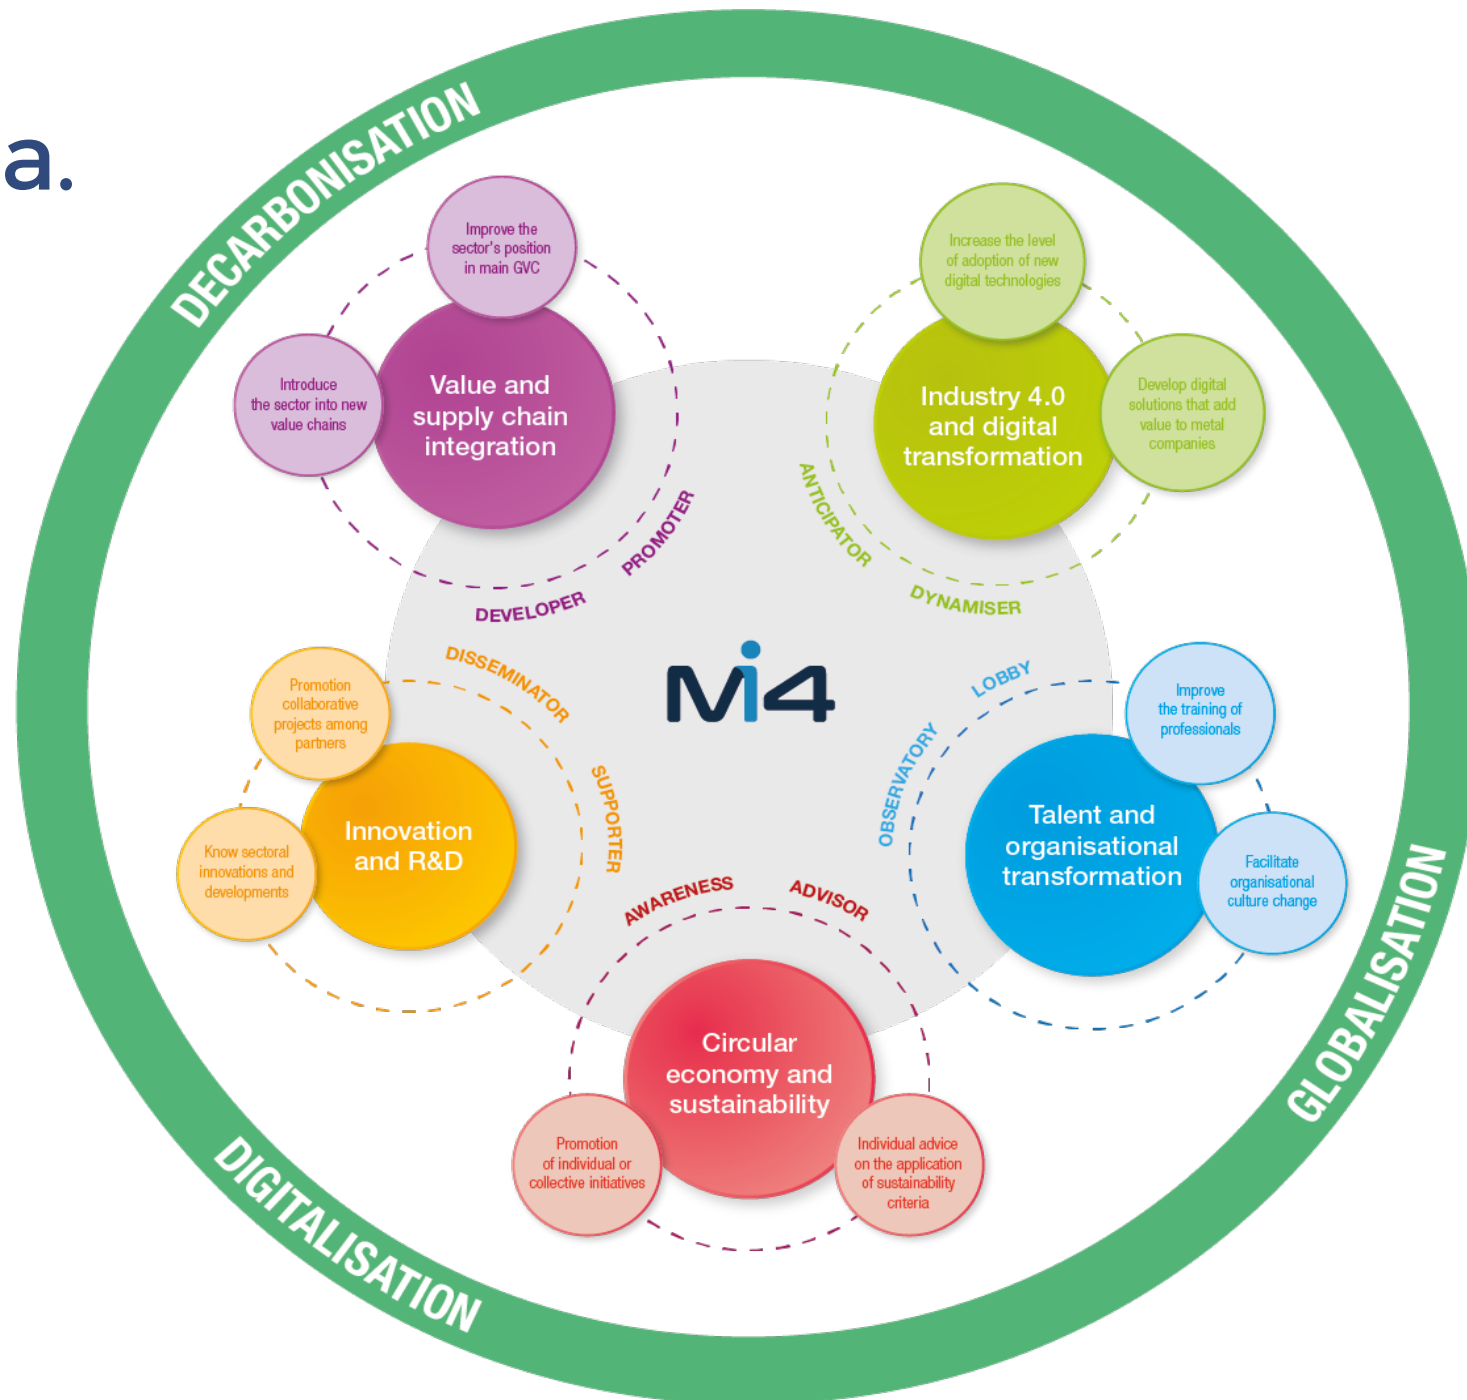 a.
DECARBONISATION
Improve the
sector's position
in main GVC
Introduce
the sector into new
value chains
Value and
supply chain
integration
PROMOTER
DEVELOPER
Increase the level
of adoption of new
digital technologies
Develop digital
solutions that add
value to metal
companies
Industry 4.0
and digital
transformation
ANTICIPATOR
DYNAMISER
Mi4
DISSEMINATOR
SUPPORTER
Promotion
collaborative
projects among
partners
Know sectoral
innovations and
developments
Innovation
and R&D
LOBBY
OBSERVATORY
Improve
the training of
professionals
Facilitate
organisational
culture change
Talent and
organisational
transformation
AWARENESS
ADVISOR
Circular
economy and
sustainability
Promotion
of individual or
collective initiatives
Individual advice
on the application
of sustainability
criteria
GLOBALISATION
DIGITALISATION